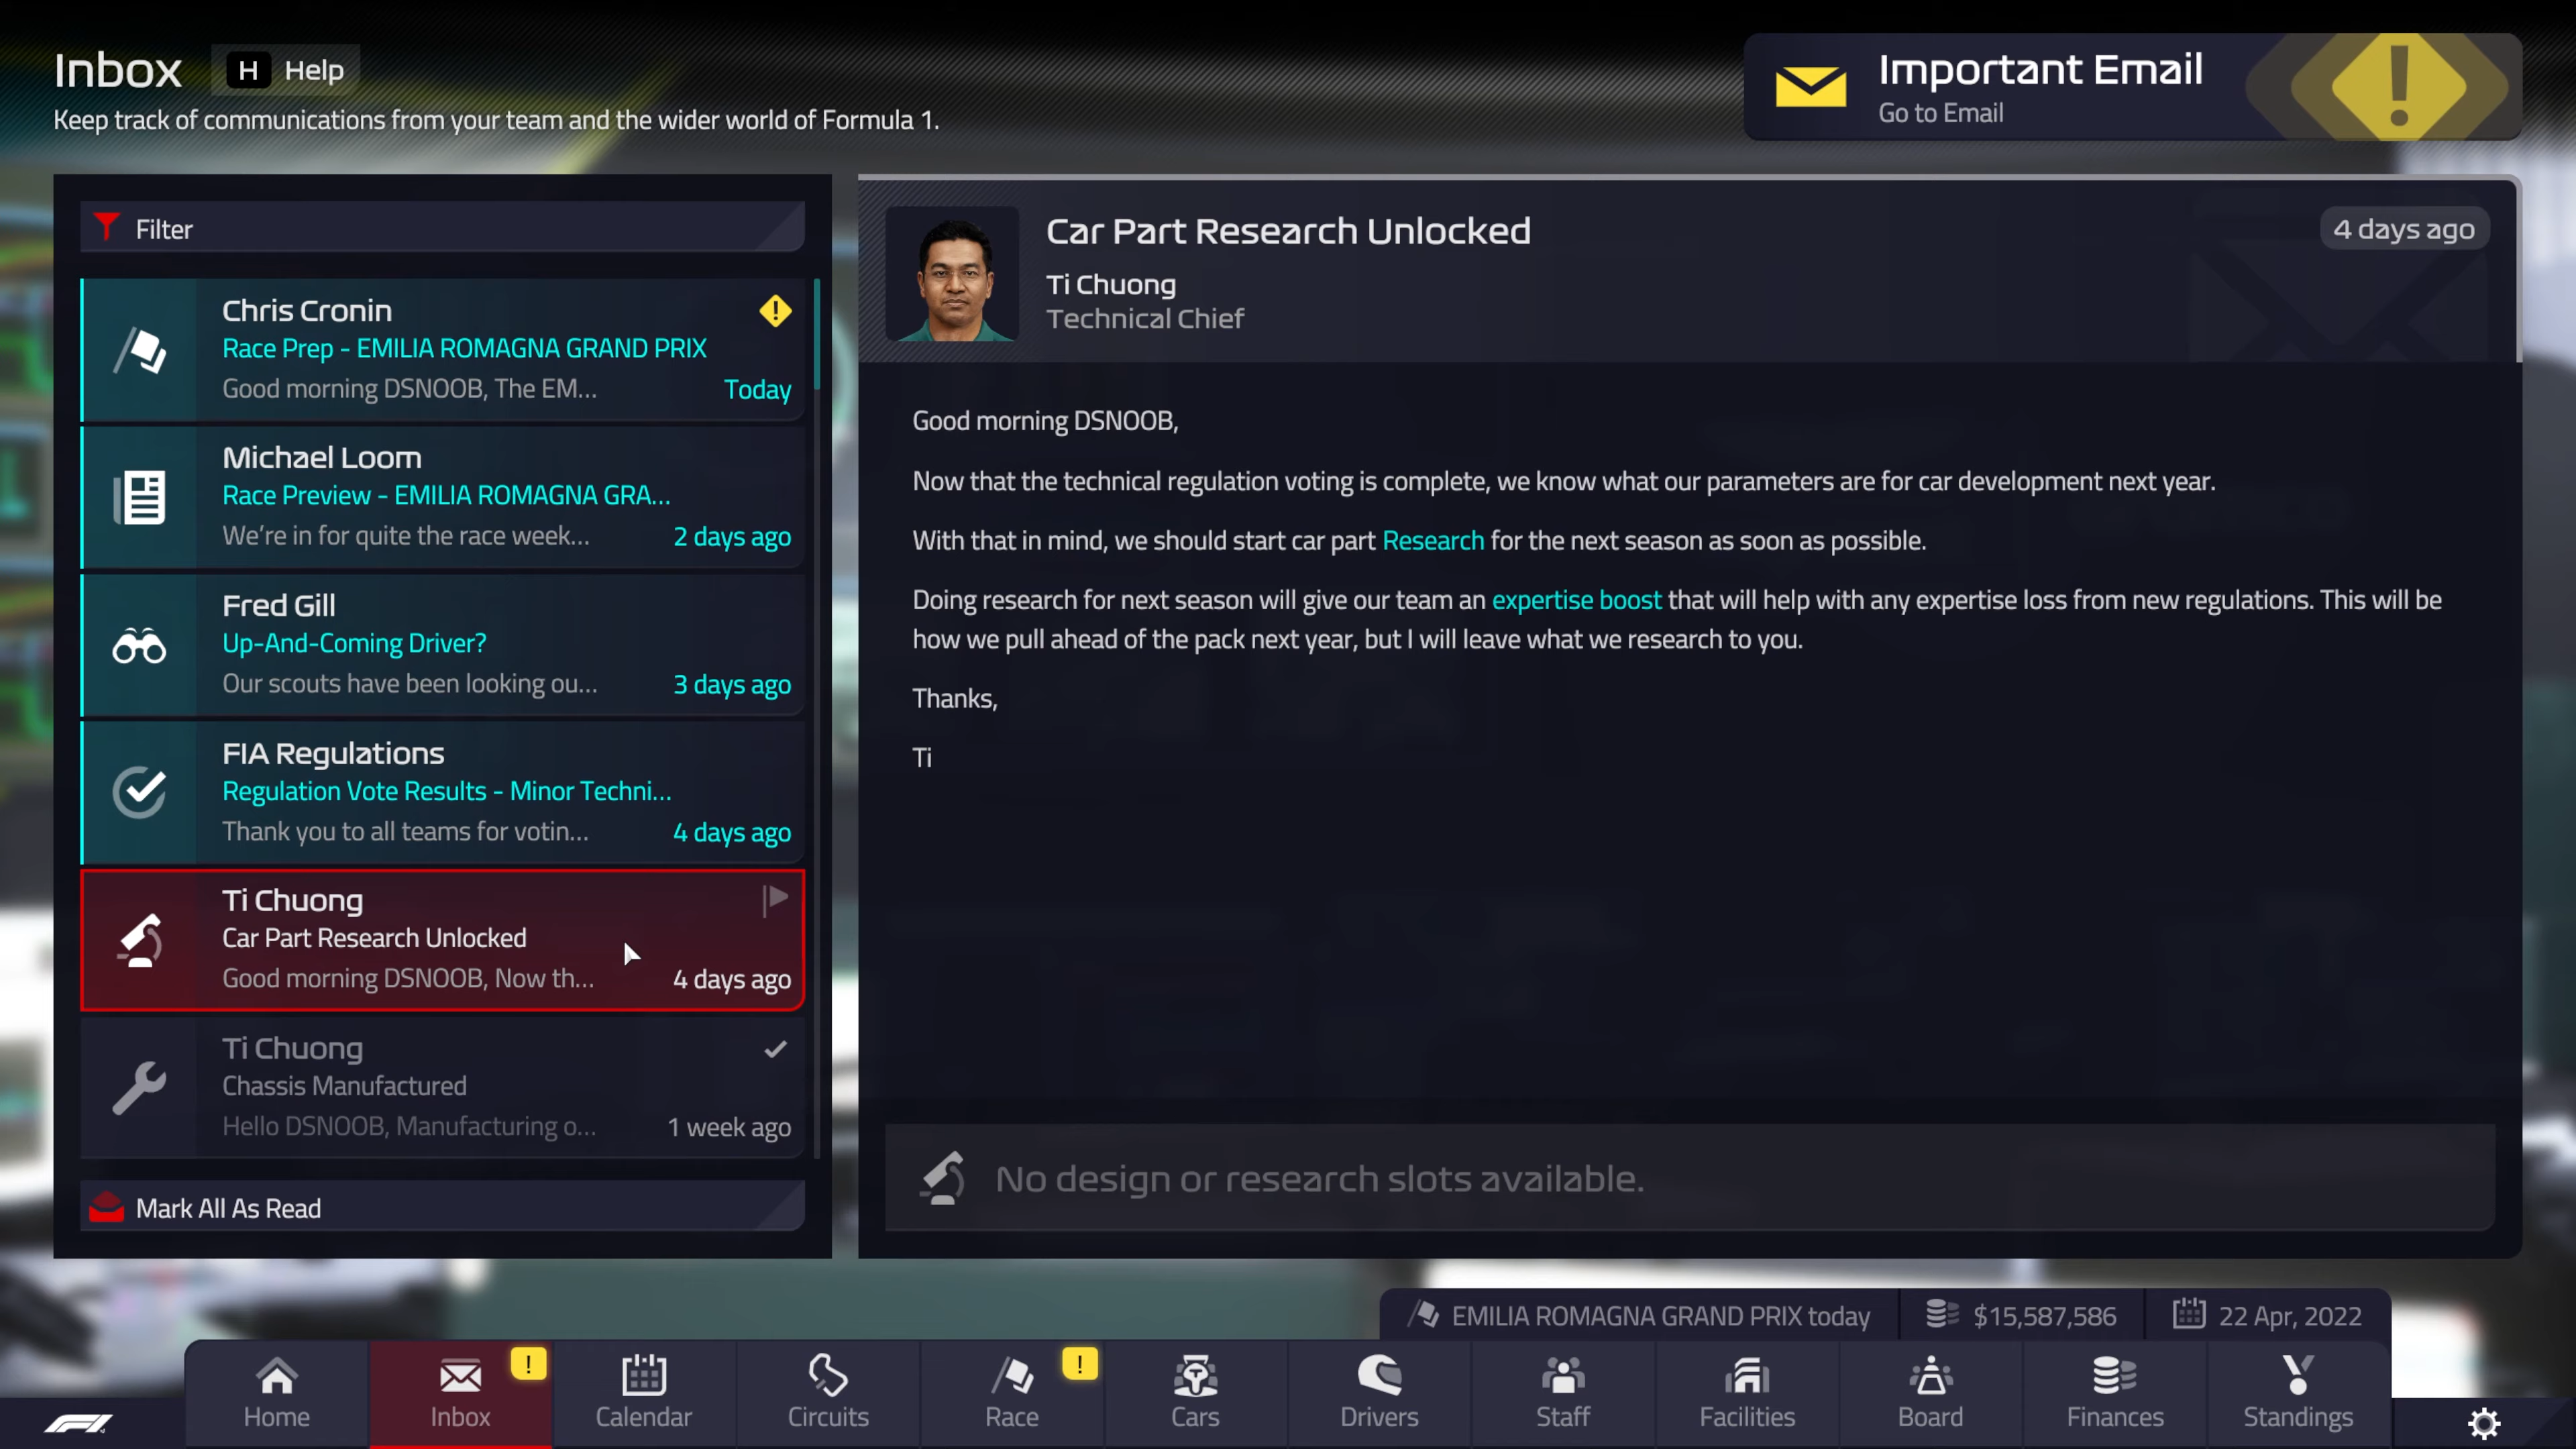 Inbox
H Help
Keep track of communications from your team and the wider world of Formula 1.
Important Email
Go to Email
Filter
Chris Cronin
Race Prep - EMILIA ROMAGNA GRAND PRIX
Good morning DSNOOB, The EM...
Today
Michael Loom
Race Preview - EMILIA ROMAGNA GRA...
We're in for quite the race week...
2 days ago
Fred Gill
Up-And-Coming Driver?
Our scouts have been looking ou...
3 days ago
FIA Regulations
Regulation Vote Results - Minor Techni...
Thank you to all teams for votin...
4 days ago
Ti Chuong
Car Part Research Unlocked
Good morning DSNOOB, Now th...
4 days ago
Ti Chuong
Chassis Manufactured
Hello DSNOOB, Manufacturing o...
1 week ago
Mark All As Read
Car Part Research Unlocked
4 days ago
Ti Chuong
Technical Chief
Good morning DSNOOB,
Now that the technical regulation voting is complete, we know what our parameters are for car development next year.
With that in mind, we should start car part Research for the next season as soon as possible.
Doing research for next season will give our team an expertise boost that will help with any expertise loss from new regulations. This will be
how we pull ahead of the pack next year, but I will leave what we research to you.
Thanks,
Ti
No design or research slots available.
EMILIA ROMAGNA GRAND PRIX today
$15,587,586
22 Apr, 2022
F1
Home
Inbox
!
Calendar
Circuits
Race
!
Cars
Drivers
Staff
Facilities
Board
Finances
Standings